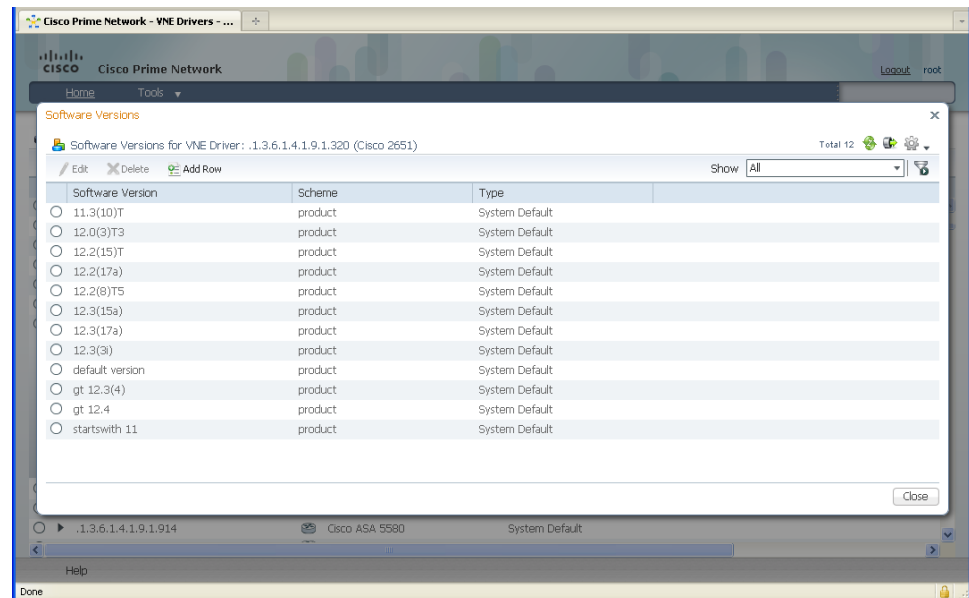 Cisco Prime Network - VNE Drivers - ...
CISCO Cisco Prime Network
Logout root
Home Tools
Software Versions
Software Versions for VNE Driver: .1.3.6.1.4.1.9.1.320 (Cisco 2651) Total 12
Edit Delete Add Row Show All
Software Version Scheme Type
11.3(10)T product System Default
12.0(3)T3 product System Default
12.2(15)T product System Default
12.2(17a) product System Default
12.2(8)T5 product System Default
12.3(15a) product System Default
12.3(17a) product System Default
12.3(3i) product System Default
default version product System Default
gt 12.3(4) product System Default
gt 12.4 product System Default
startswith 11 product System Default
Close
.1.3.6.1.4.1.9.1.914 Cisco ASA 5580 System Default
Help
Done